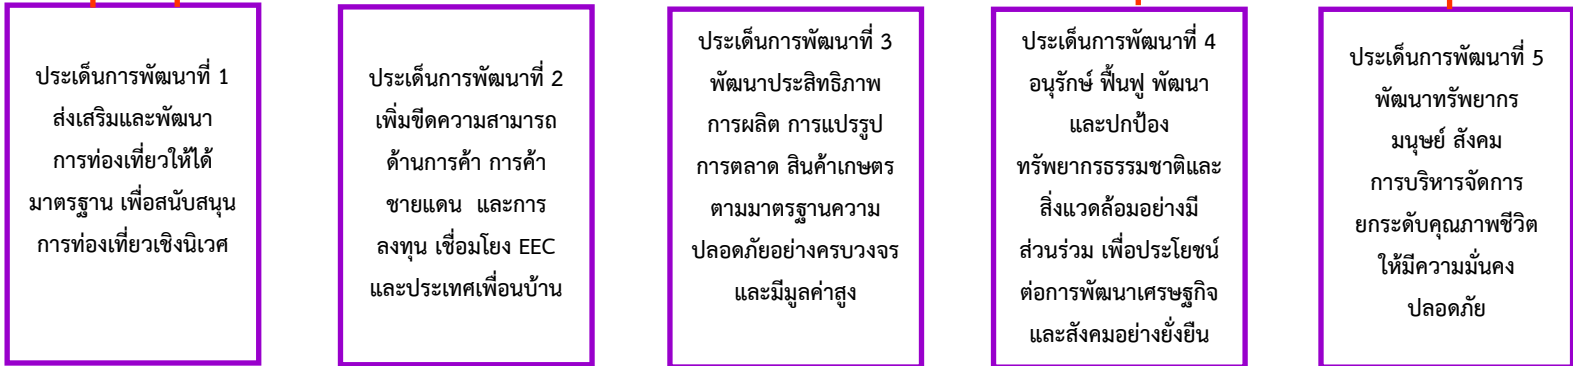 ประเด็นการพัฒนาที่ 1
ส่งเสริมและพัฒนา
การท่องเที่ยวให้ได้
มาตรฐาน เพื่อสนับสนุน
การท่องเที่ยวเชิงนิเวศ
ประเด็นการพัฒนาที่ 2
เพิ่มขีดความสามารถ
ด้านการค้า การค้า
ชายแดน และการ
ลงทุน เชื่อมโยง EEC
และประเทศเพื่อนบ้าน
ประเด็นการพัฒนาที่ 3
พัฒนาประสิทธิภาพ
การผลิต การแปรรูป
การตลาด สินค้าเกษตร
ตามมาตรฐานความ
ปลอดภัยอย่างครบวงจร
และมีมูลค่าสูง
ประเด็นการพัฒนาที่ 4
อนุรักษ์ ฟื้นฟู พัฒนา
และปกป้อง
ทรัพยากรธรรมชาติและ
สิ่งแวดล้อมอย่างมี
ส่วนร่วม เพื่อประโยชน์
ต่อการพัฒนาเศรษฐกิจ
และสังคมอย่างยั่งยืน
ประเด็นการพัฒนาที่ 5
พัฒนาทรัพยากร
มนุษย์ สังคม
การบริหารจัดการ
ยกระดับคุณภาพชีวิต
ให้มีความมั่นคง
ปลอดภัย